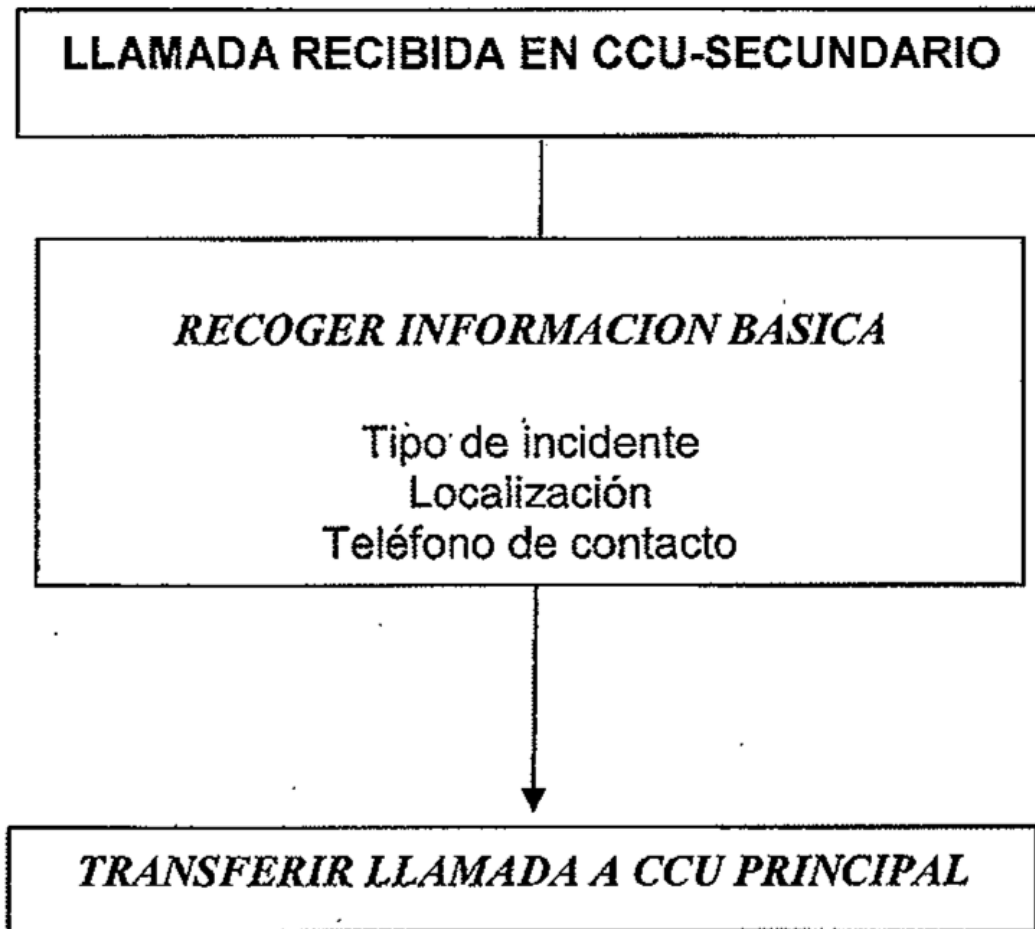 LLAMADA RECIBIDA EN CCU-SECUNDARIO
RECOGER INFORMACION BASICA
Tipo de incidente
Localización
Teléfono de contacto
TRANSFERIR LLAMADA A CCU PRINCIPAL